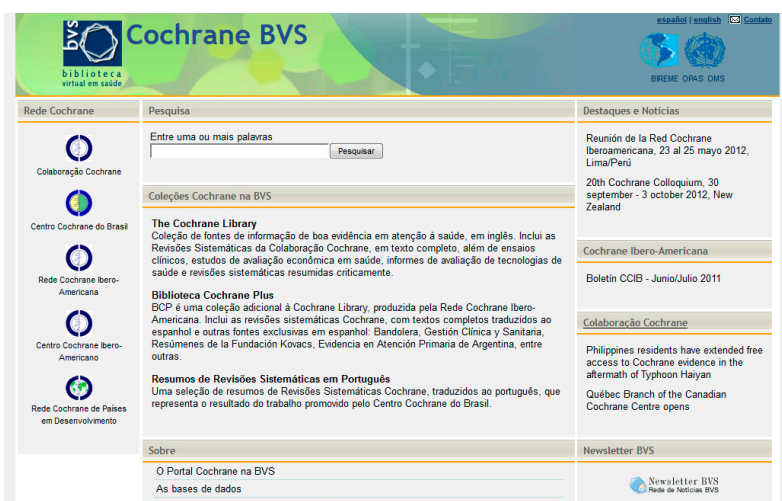 español | english Contato
bvs
biblioteca
virtual em saúde
Cochrane BVS
BIREME OPAS OMS
Rede Cochrane
Colaboração Cochrane
Centro Cochrane do Brasil
Rede Cochrane Ibero-
Americana
Centro Cochrane Ibero-
Americano
Rede Cochrane de Países
em Desenvolvimento
Pesquisa
Entre uma ou mais palavras
Pesquisar
Coleções Cochrane na BVS
The Cochrane Library
Coleção de fontes de informação de boa evidência em atenção à saúde, em inglês. Inclui as
Revisões Sistemáticas da Colaboração Cochrane, em texto completo, além de ensaios
clínicos, estudos de avaliação econômica em saúde, informes de avaliação de tecnologias de
saúde e revisões sistemáticas resumidas criticamente.
Biblioteca Cochrane Plus
BCP é uma coleção adicional à Cochrane Library, produzida pela Rede Cochrane Ibero-
Americana. Inclui as revisões sistemáticas Cochrane, com textos completos traduzidos ao
espanhol e outras fontes exclusivas em espanhol: Bandolera, Gestión Clínica y Sanitaria,
Resúmenes de la Fundación Kovacs, Evidencia en Atención Primaria de Argentina, entre
outras.
Resumos de Revisões Sistemáticas em Português
Uma seleção de resumos de Revisões Sistemáticas Cochrane, traduzidos ao português, que
representa o resultado do trabalho promovido pelo Centro Cochrane do Brasil.
Sobre
O Portal Cochrane na BVS
As bases de dados
Destaques e Notícias
Reunión de la Red Cochrane
Iberoamericana, 23 al 25 mayo 2012,
Lima/Perú
20th Cochrane Colloquium, 30
september - 3 october 2012, New
Zealand
Cochrane Ibero-Americana
Boletín CCIB - Junio/Julio 2011
Colaboração Cochrane
Philippines residents have extended free
access to Cochrane evidence in the
aftermath of Typhoon Haiyan
Québec Branch of the Canadian
Cochrane Centre opens
Newsletter BVS
Newsletter BVS
Rede de Notícias BVS